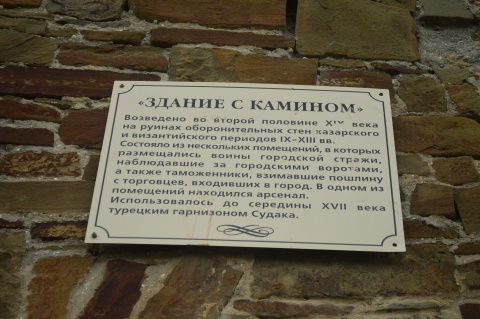 «ЗДАНИЕ С КАМИНОМ»
Возведено во второй половине XIV века
на руинах оборонительных стен хазарского
и византийского периодов IX–XIII вв.
Состояло из нескольких помещений, в которых
размещались воины городской стражи,
наблюдавшие за городскими воротами,
а также таможенники, взимавшие пошлину
с торговцев, входивших в город. В одном из
помещений находился арсенал.
Использовалось до середины XVII века
турецким гарнизоном Судака.